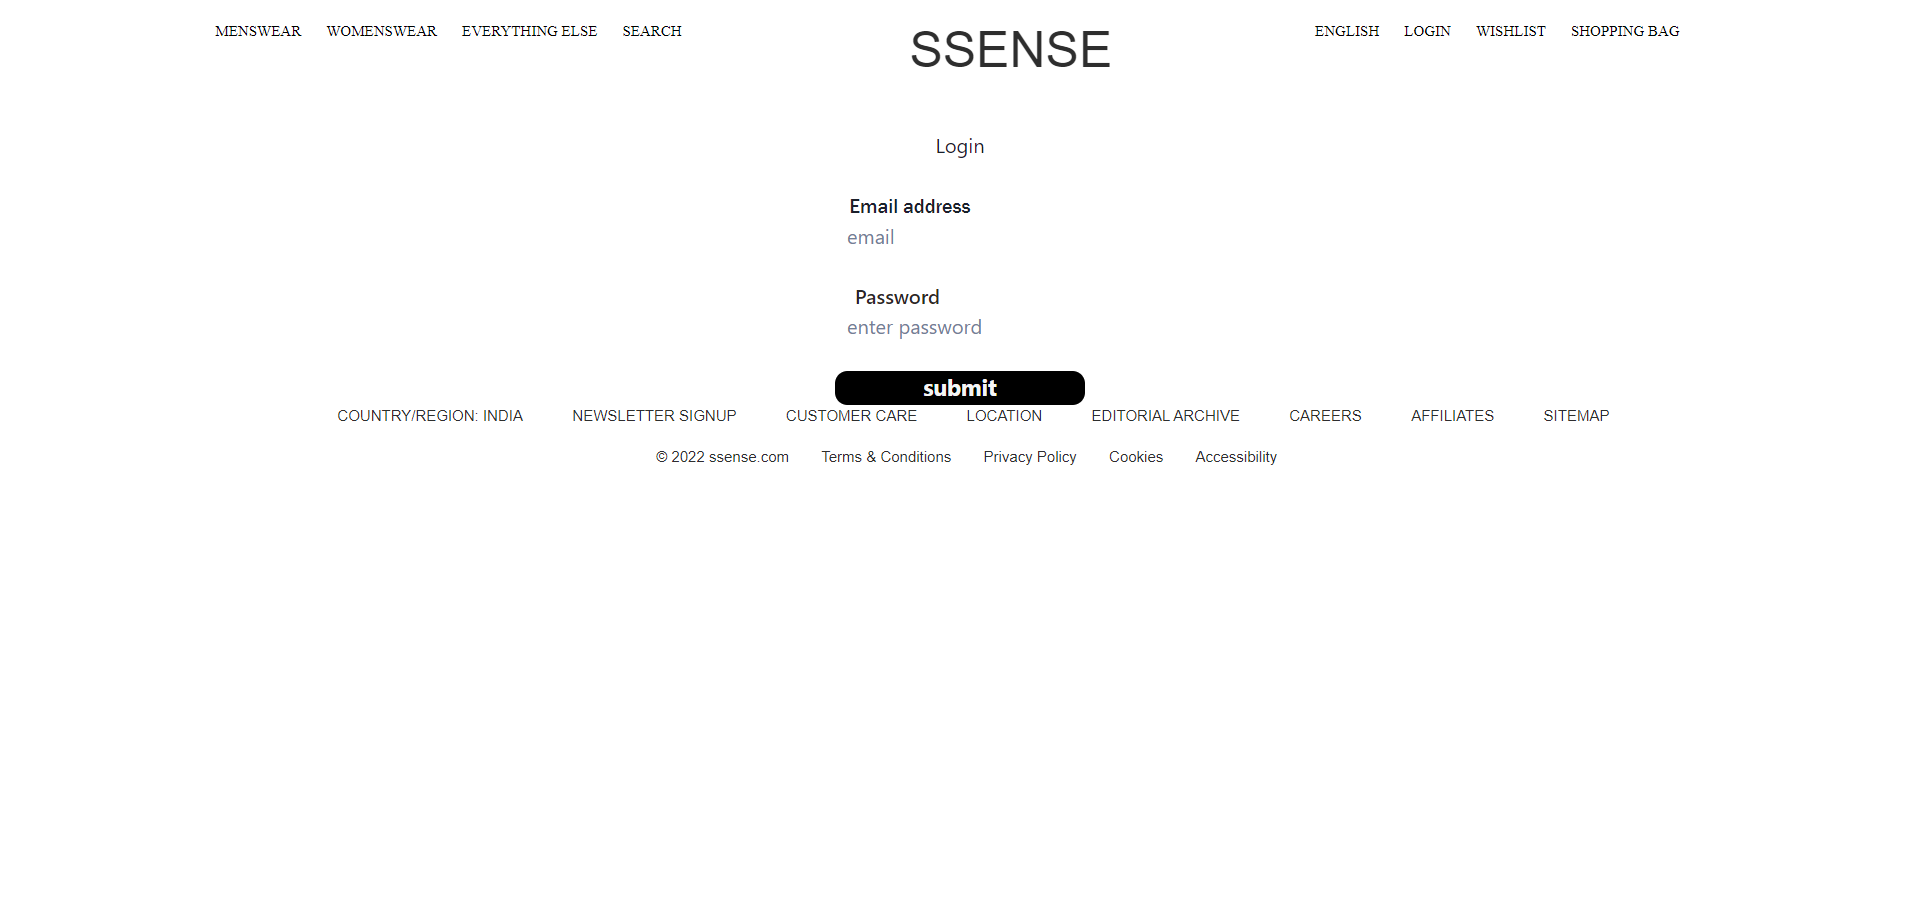 MENSWEAR WOMENSWEAR EVERYTHING ELSE SEARCH SSENSE ENGLISH LOGIN WISHLIST SHOPPING BAG
Login
Email address
email
Password
enter password
submit
COUNTRY/REGION: INDIA NEWSLETTER SIGNUP CUSTOMER CARE LOCATION EDITORIAL ARCHIVE CAREERS AFFILIATES SITEMAP
© 2022 ssense.com Terms & Conditions Privacy Policy Cookies Accessibility